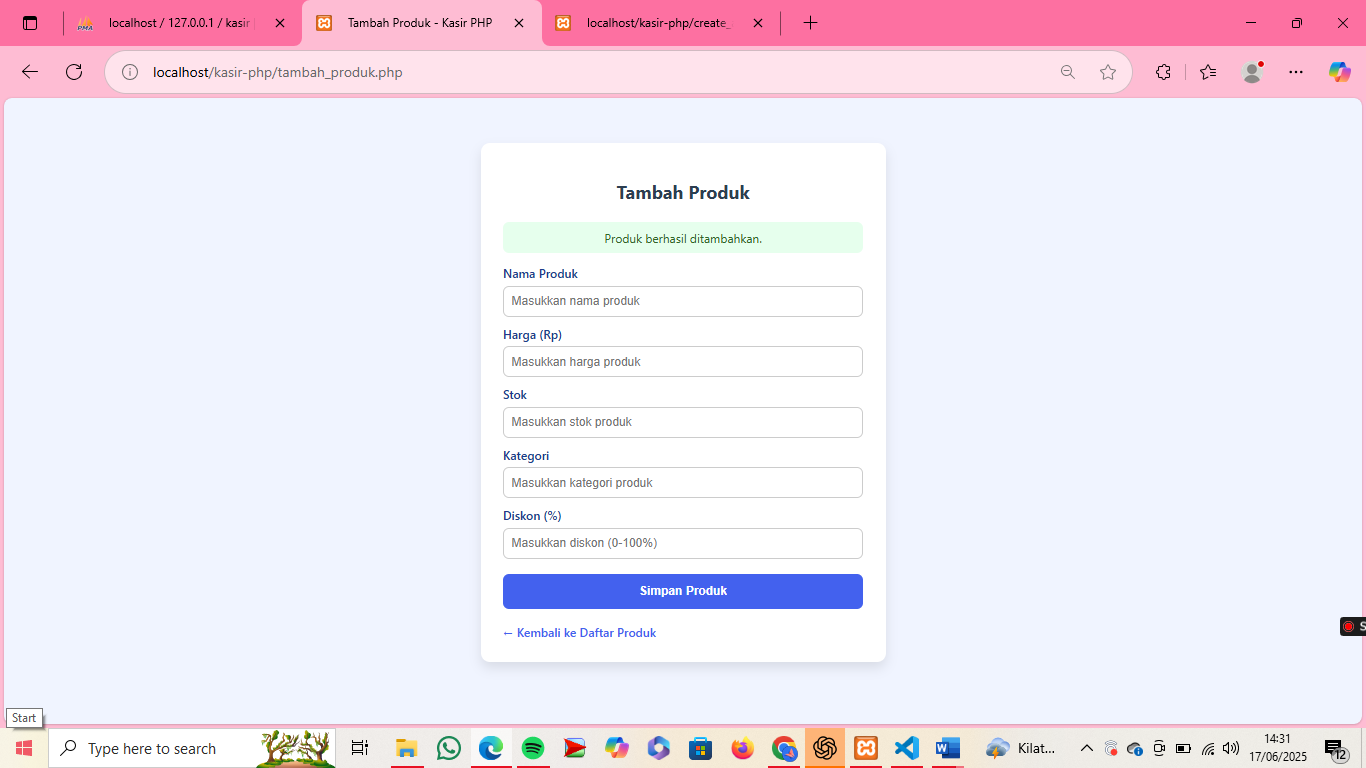 localhost / 127.0.0.1 / kasir
Tambah Produk - Kasir PHP
localhost/kasir-php/create_
localhost/kasir-php/tambah_produk.php
Tambah Produk
Produk berhasil ditambahkan.
Nama Produk
Masukkan nama produk
Harga (Rp)
Masukkan harga produk
Stok
Masukkan stok produk
Kategori
Masukkan kategori produk
Diskon (%)
Masukkan diskon (0-100%)
Simpan Produk
← Kembali ke Daftar Produk
S
Start
Type here to search
Kilat...
14:31
17/06/2025
12